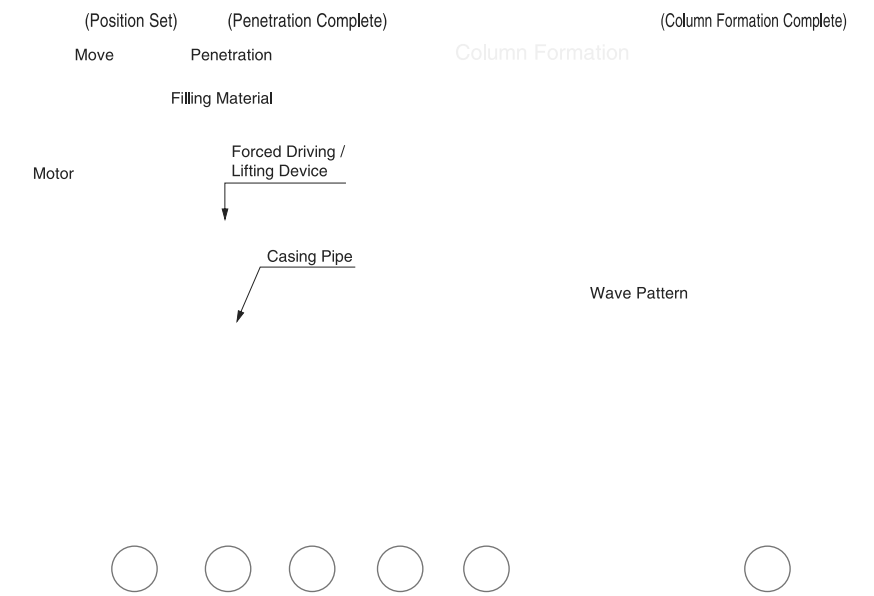 (Position Set)
(Penetration Complete)
(Column Formation Complete)
Move
Penetration
Column Formation
Filling Material
Forced Driving /
Lifting Device
Motor
Casing Pipe
Wave Pattern